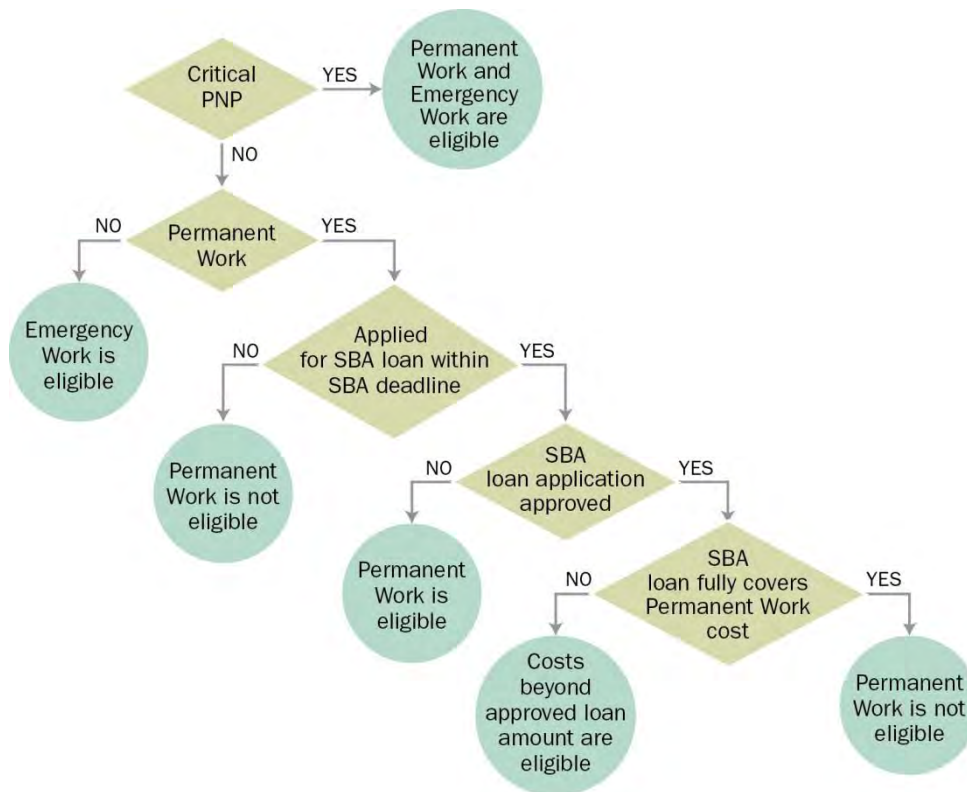 Critical
PNP
YES
Permanent
Work and
Emergency
Work are
eligible
NO
NO
Permanent
Work
YES
Emergency
Work is
eligible
NO
Applied
for SBA loan within
SBA deadline
YES
Permanent
Work is not
eligible
NO
SBA
loan application
approved
YES
Permanent
Work is
eligible
NO
SBA
loan fully covers
Permanent Work
cost
YES
Costs
beyond
approved loan
amount are
eligible
Permanent
Work is not
eligible